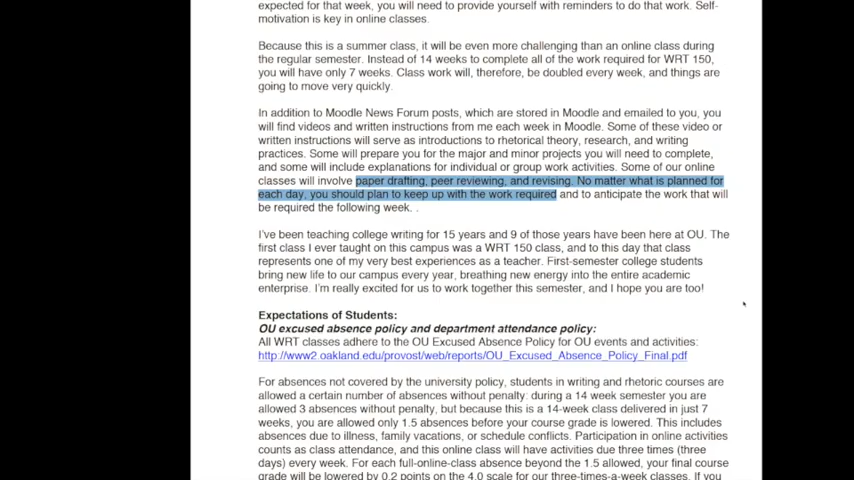 expected for that week, you will need to provide yourself with reminders to do that work. Self-
motivation is key in online classes.
Because this is a summer class, it will be even more challenging than an online class during
the regular semester. Instead of 14 weeks to complete all of the work required for WRT 150,
you will have only 7 weeks. Class work will, therefore, be doubled every week, and things are
going to move very quickly.
In addition to Moodle News Forum posts, which are stored in Moodle and emailed to you, you
will find videos and written instructions from me each week in Moodle. Some of these video or
written instructions will serve as introductions to rhetorical theory, research, and writing
practices. Some will prepare you for the major and minor projects you will need to complete,
and some will include explanations for individual or group work activities. Some of our online
classes will involve paper drafting, peer reviewing, and revising. No matter what is planned for
each day, you should plan to keep up with the work required and to anticipate the work that will
be required the following week. .
I've been teaching college writing for 15 years and 9 of those years have been here at OU. The
first class I ever taught on this campus was a WRT 150 class, and to this day that class
represents one of my very best experiences as a teacher. First-semester college students
bring new life to our campus every year, breathing new energy into the entire academic
enterprise. I'm really excited for us to work together this semester, and I hope you are too!
Expectations of Students:
OU excused absence policy and department attendance policy:
All WRT classes adhere to the OU Excused Absence Policy for OU events and activities:
http://www2.oakland.edu/provost/web/reports/OU_Excused_Absence_Policy_Final.pdf
For absences not covered by the university policy, students in writing and rhetoric courses are
allowed a certain number of absences without penalty: during a 14 week semester you are
allowed 3 absences without penalty, but because this is a 14-week class delivered in just 7
weeks, you are allowed only 1.5 absences before your course grade is lowered. This includes
absences due to illness, family vacations, or schedule conflicts. Participation in online activities
counts as class attendance, and this online class will have activities due three times (three
days) every week. For each full-online-class absence beyond the 1.5 allowed, your final course
grade will be lowered by 0.2 points on the 4.0 scale for our three-times-a-week classes. If you